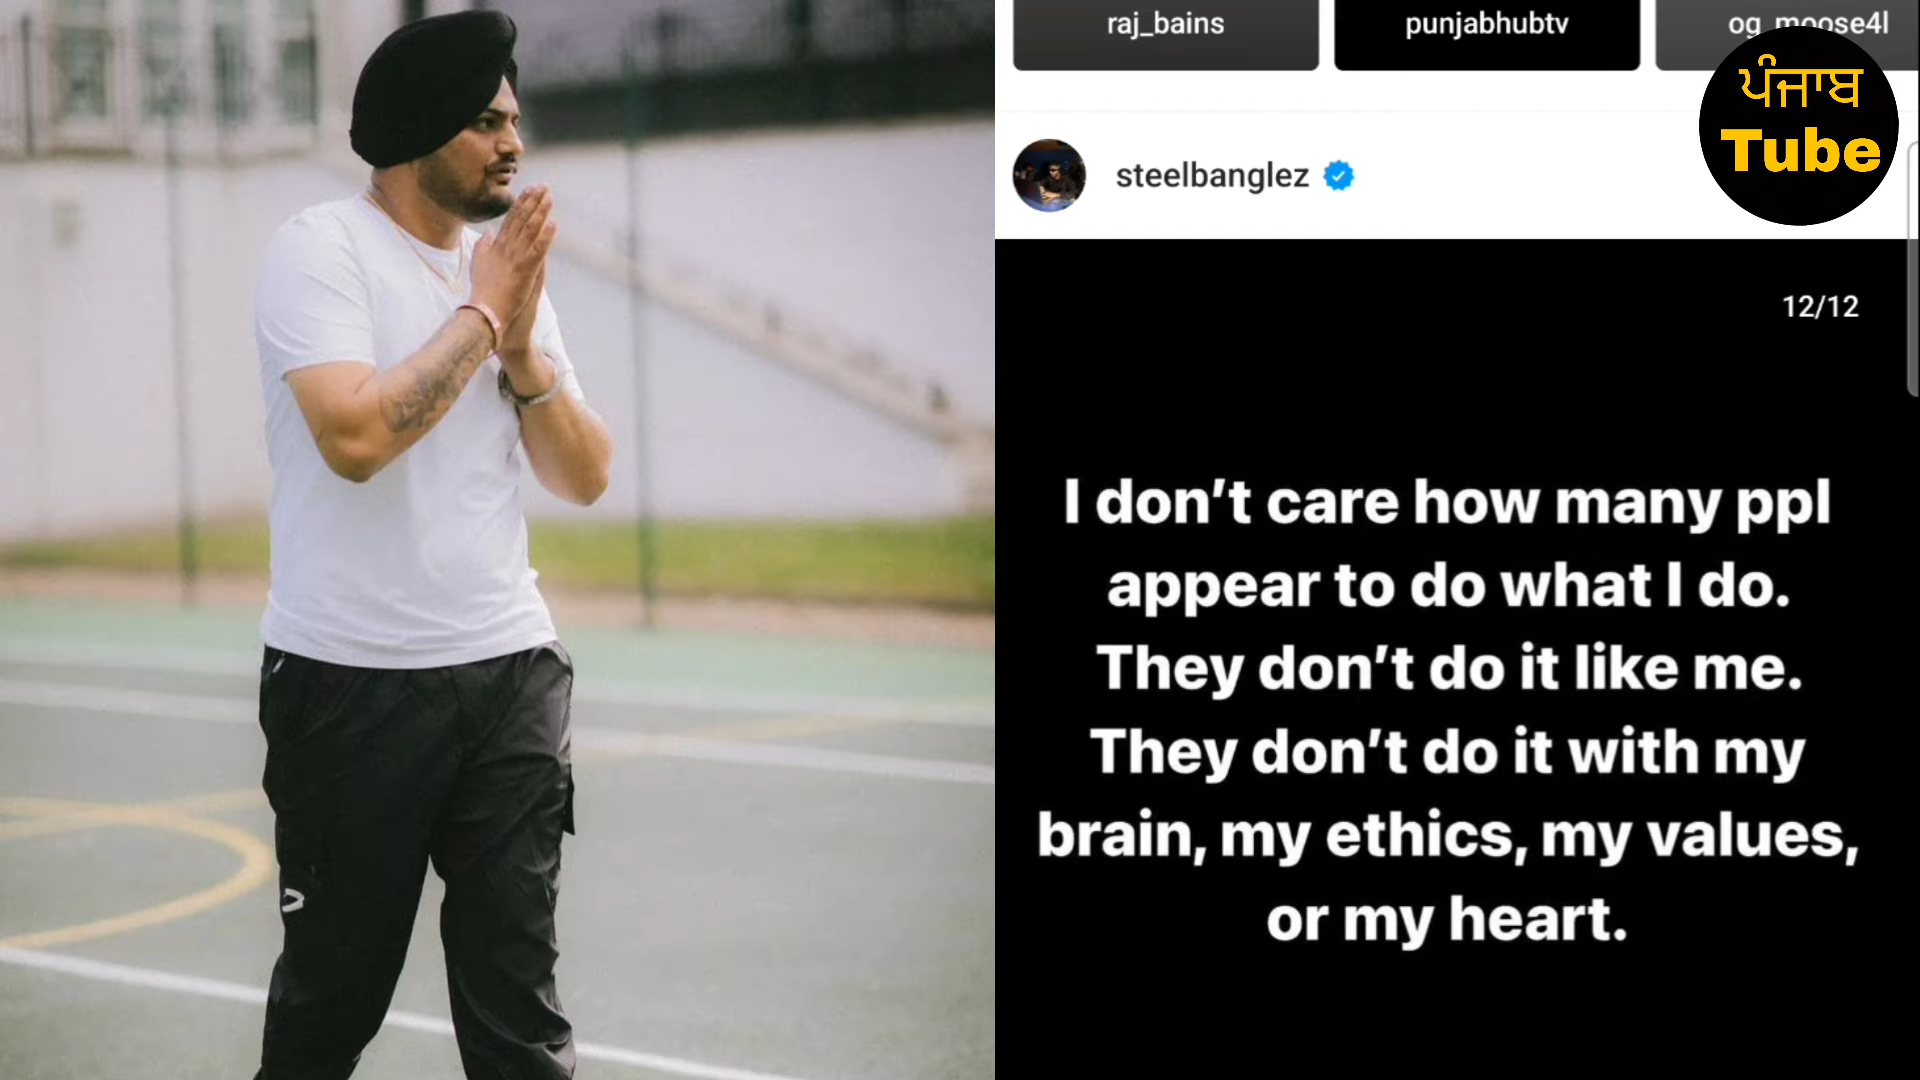 raj_bains
punjabhubtv
ਪੰਜਾਬ
Tube
steelbanglez
12/12
I don’t care how many ppl
appear to do what I do.
They don’t do it like me.
They don’t do it with my
brain, my ethics, my values,
or my heart.